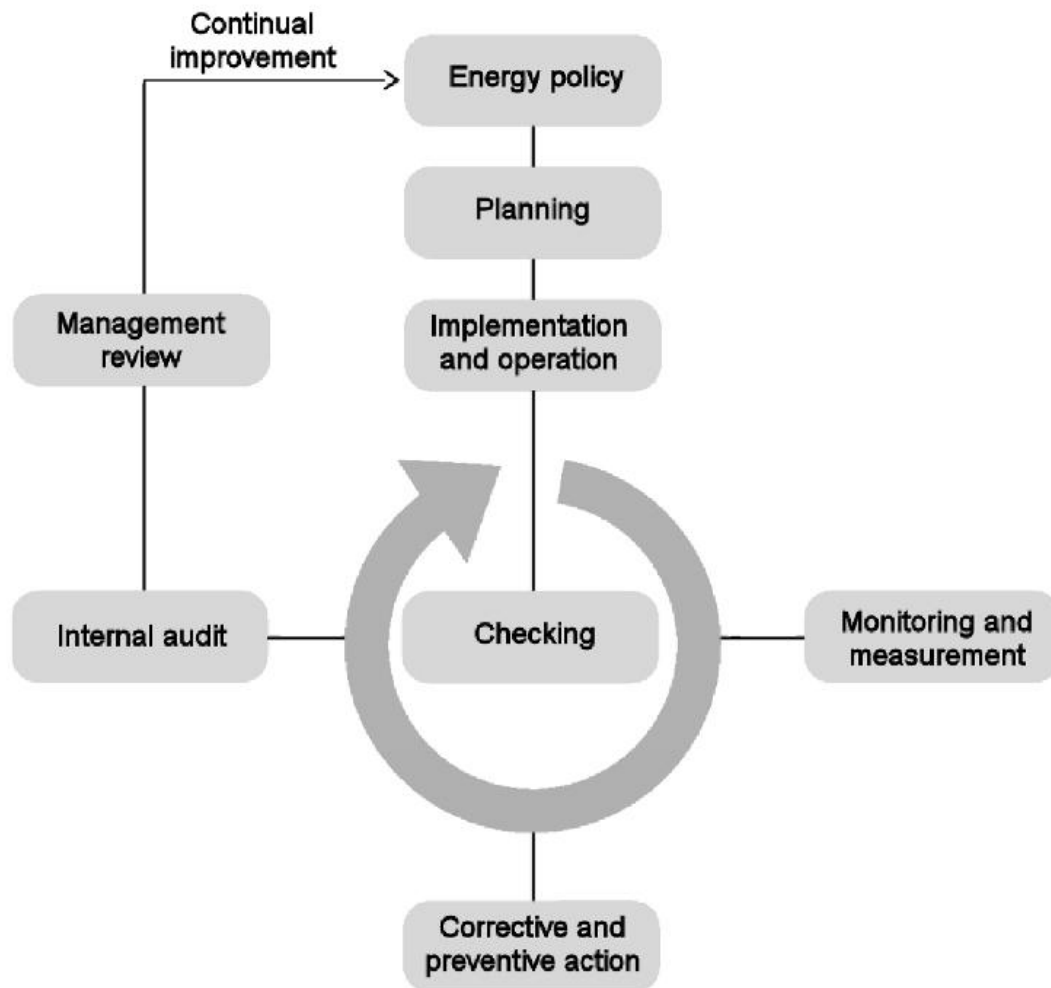 Continual
improvement
Energy policy
Planning
Management
review
Implementation
and operation
Internal audit
Checking
Monitoring and
measurement
Corrective and
preventive action